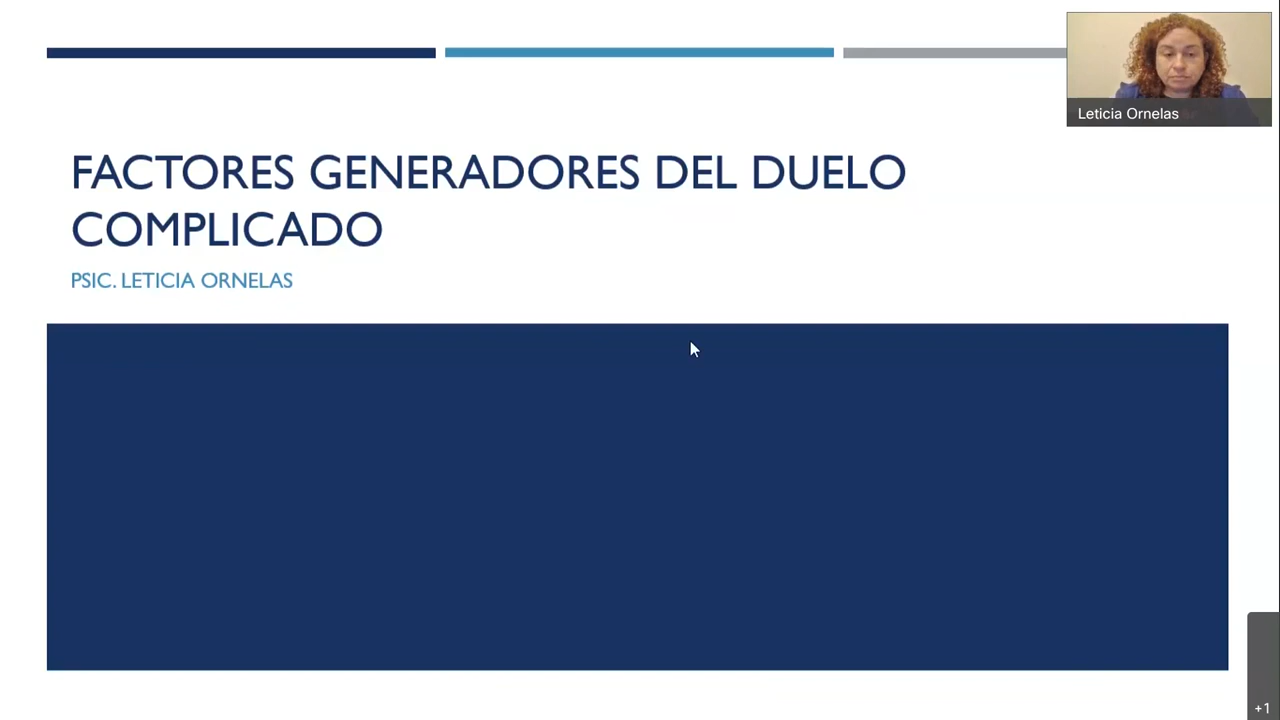 Leticia Ornelas
FACTORES GENERADORES DEL DUELO
COMPLICADO
PSIC. LETICIA ORNELAS
+1